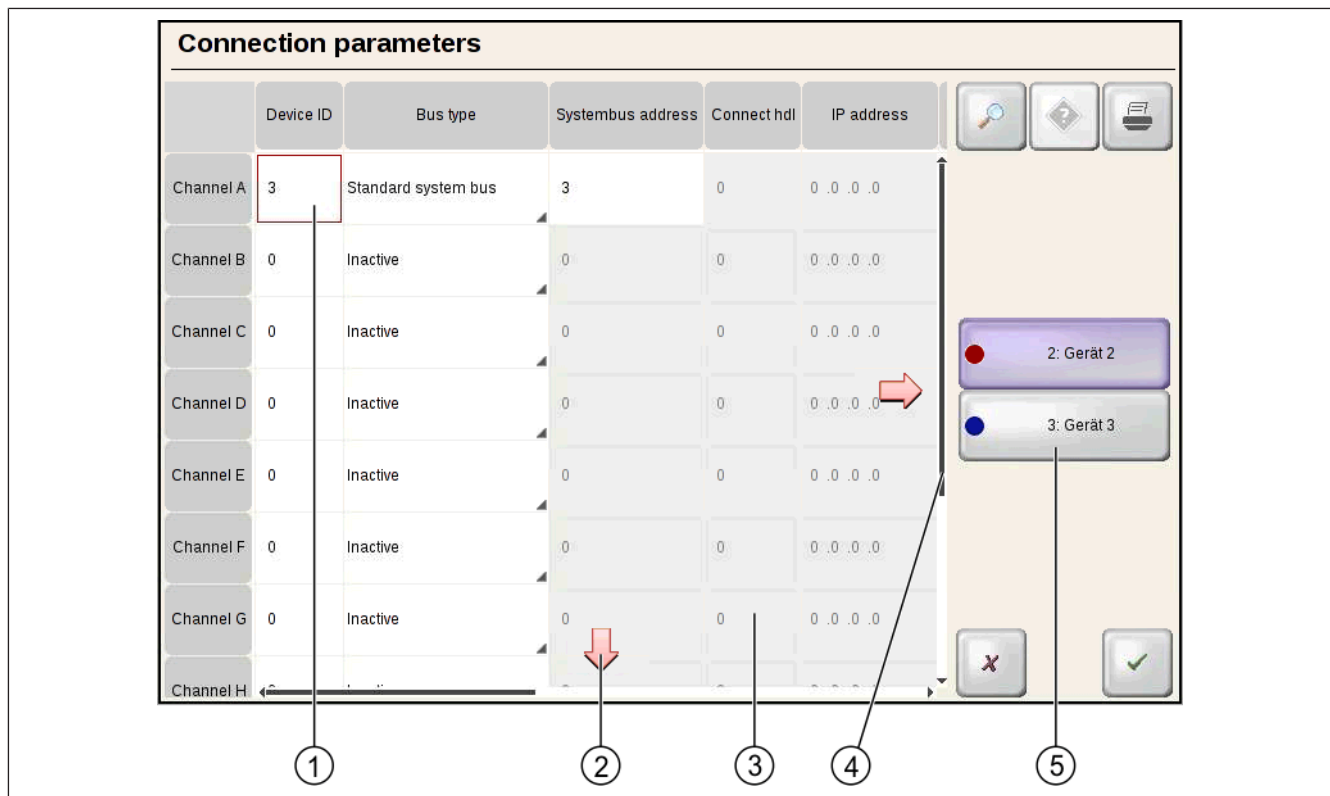 Connection parameters
Device ID Bus type Systembus address Connect hdl IP address
Channel A 3 Standard system bus 3 0 0 .0 .0 .0
Channel B 0 Inactive 0 0 0 .0 .0 .0
Channel C 0 Inactive 0 0 0 .0 .0 .0
2: Gerät 2
Channel D 0 Inactive 0 0 0 .0 .0 .0
3: Gerät 3
Channel E 0 Inactive 0 0 0 .0 .0 .0
Channel F 0 Inactive 0 0 0 .0 .0 .0
Channel G 0 Inactive 0 0 0 .0 .0 .0
Channel H
1 2 3 4 5